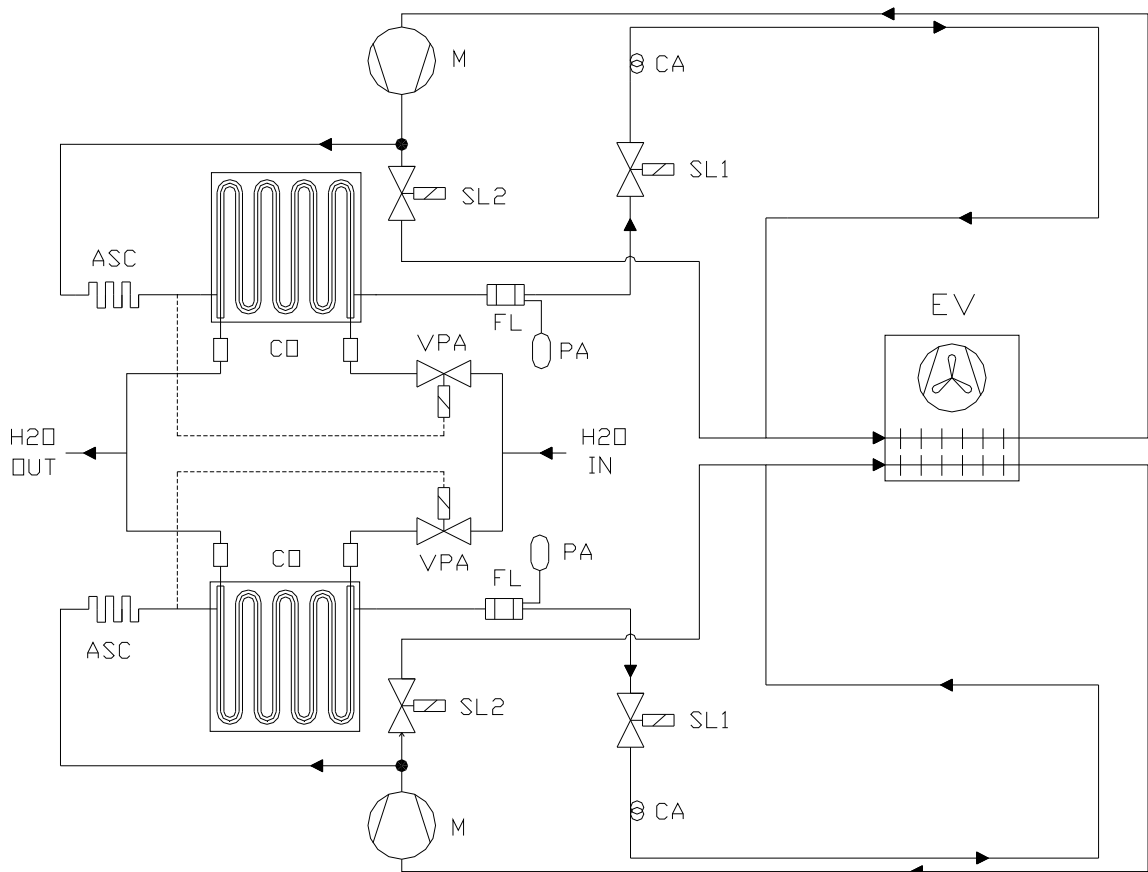 M
CA
SL1
SL2
ASC
EV
FL
CO
VPA
PA
H2O
OUT
H2O
IN
PA
CO
VPA
FL
ASC
SL2
SL1
CA
M